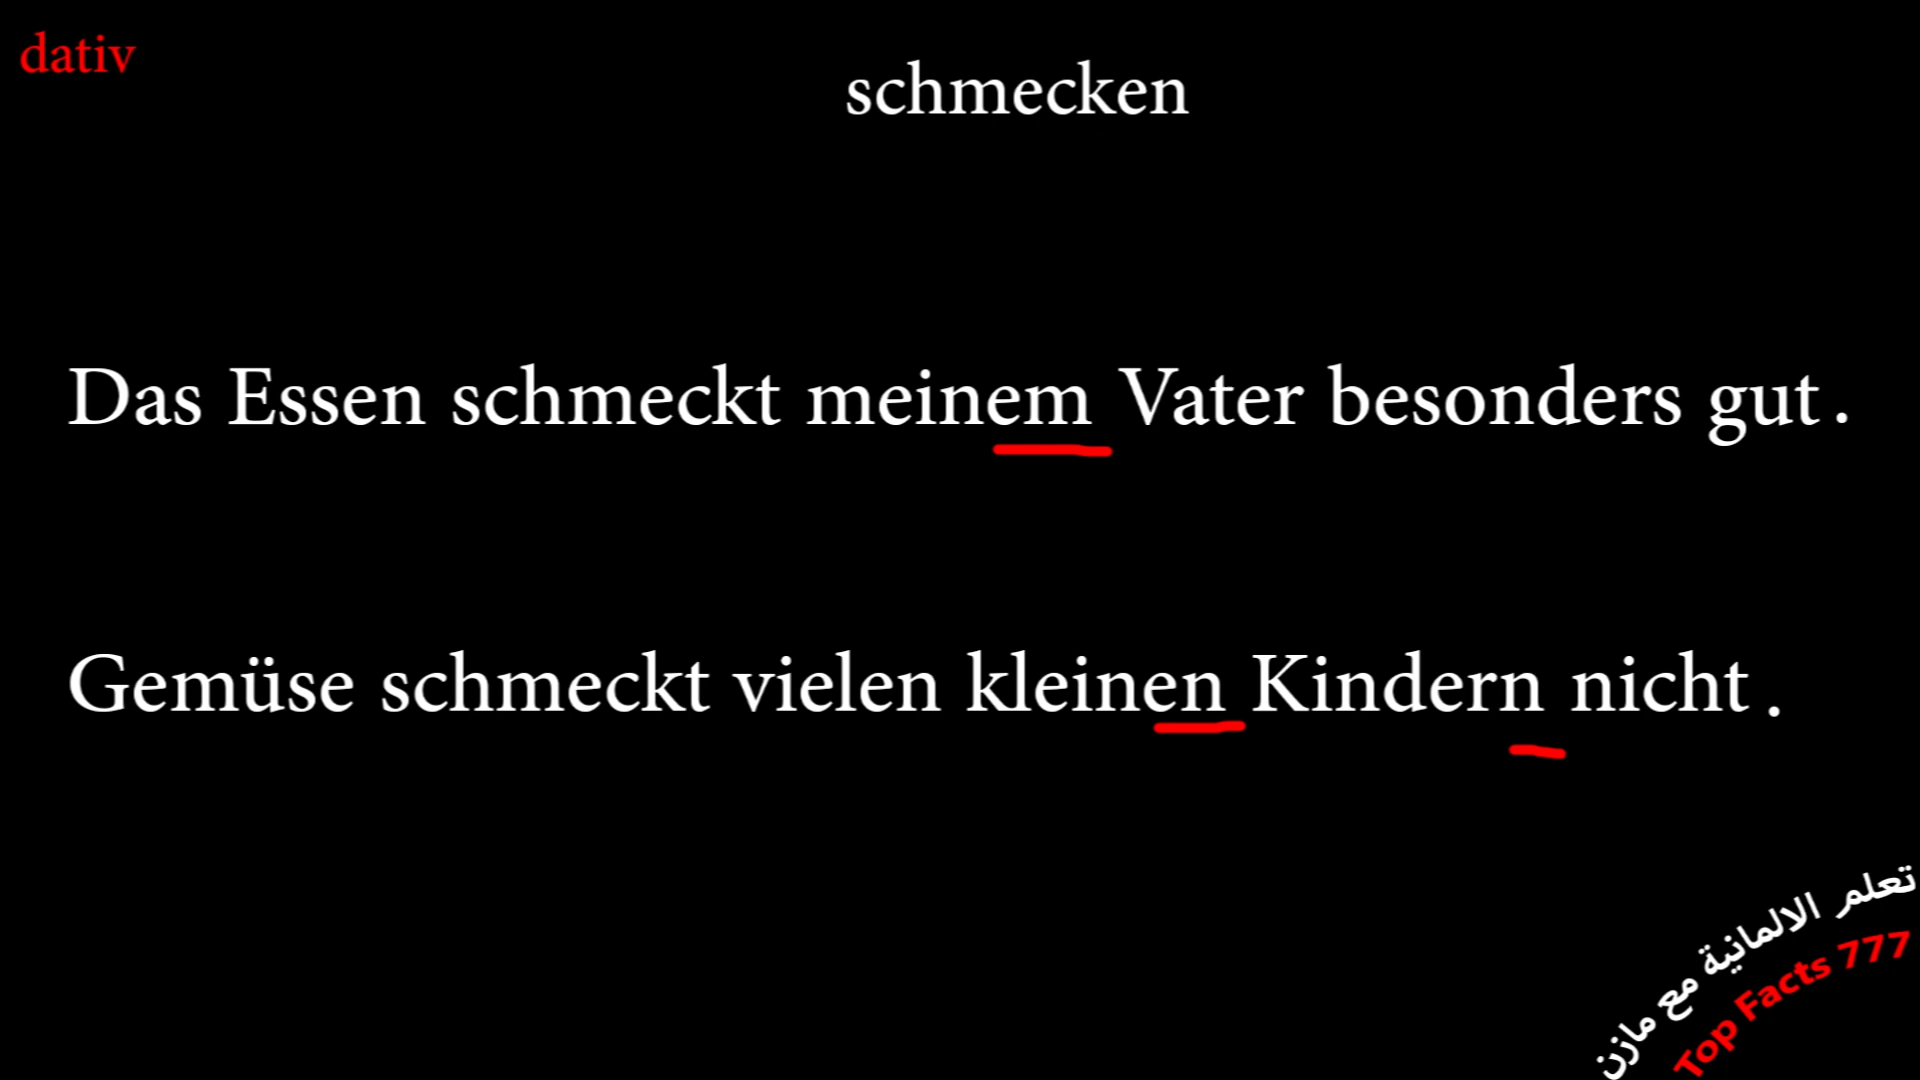 dativ
schmecken
Das Essen schmeckt meinem Vater besonders gut .
Gemüse schmeckt vielen kleinen Kindern nicht .
تعلم الالمانية مع مازن
Top Facts 777